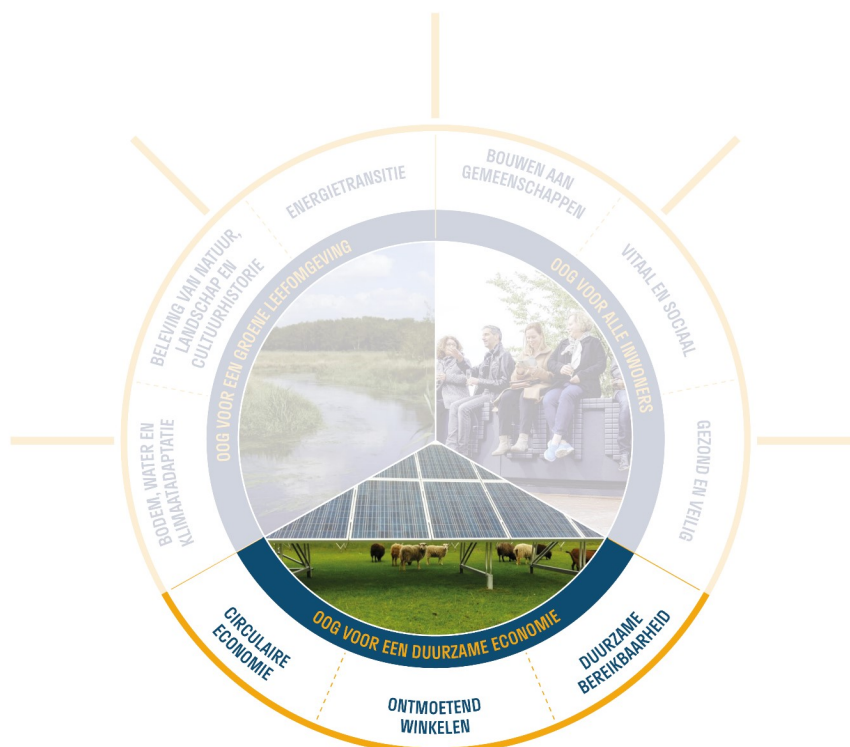 ENERGIETRANSITIE
BOUWEN AAN
GEMEENSCHAPPEN
BELEVING VAN NATUUR,
LANDSCHAP EN
CULTUURHISTORIE
OOG VOOR EEN GROENE LEEFOMGEVING
OOG VOOR ALLE INWONERS
VITAAL EN SOCIAAL
BODEM, WATER EN
KLIMAATADAPTATIE
GEZOND EN VEILIG
CIRCULAIRE
ECONOMIE
OOG VOOR EEN DUURZAME ECONOMIE
DUURZAME
BEREIKBAARHEID
ONTMOETEND
WINKELEN